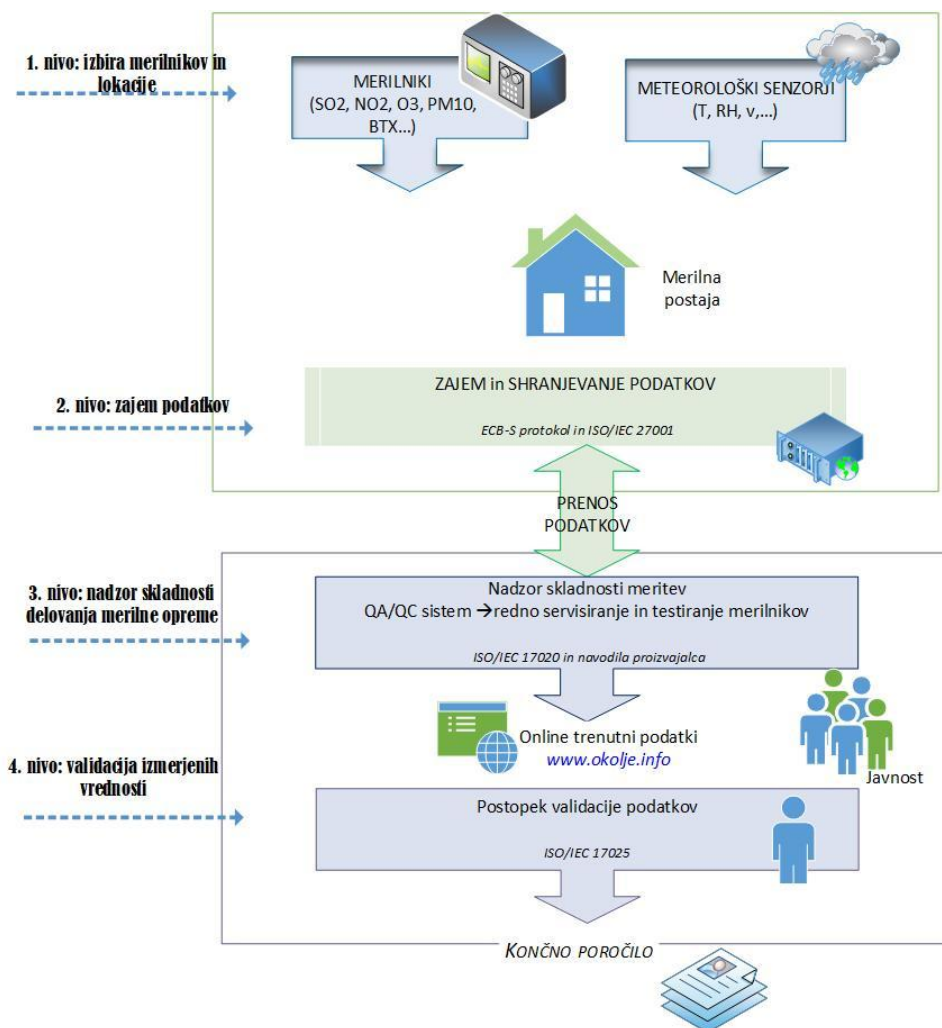 1. nivo: izbira merilnikov in
lokacije
MERILNIKI
(SO2, NO2, O3, PM10,
BTX...)
METEOROLOŠKI SENZORJI
(T, RH, v,...)
Merilna
postaja
2. nivo: zajem podatkov
ZAJEM in SHRANJEVANJE PODATKOV
ECB-S protokol in ISO/IEC 27001
PRENOS
PODATKOV
3. nivo: nadzor skladnosti
delovanja merilne opreme
Nadzor skladnosti meritev
QA/QC sistem →redno servisiranje in testiranje merilnikov
ISO/IEC 17020 in navodila proizvajalca
Online trenutni podatki
www.okolje.info
Javnost
4. nivo: validacija izmerjenih
vrednosti
Postopek validacije podatkov
ISO/IEC 17025
KONČNO POROČILO